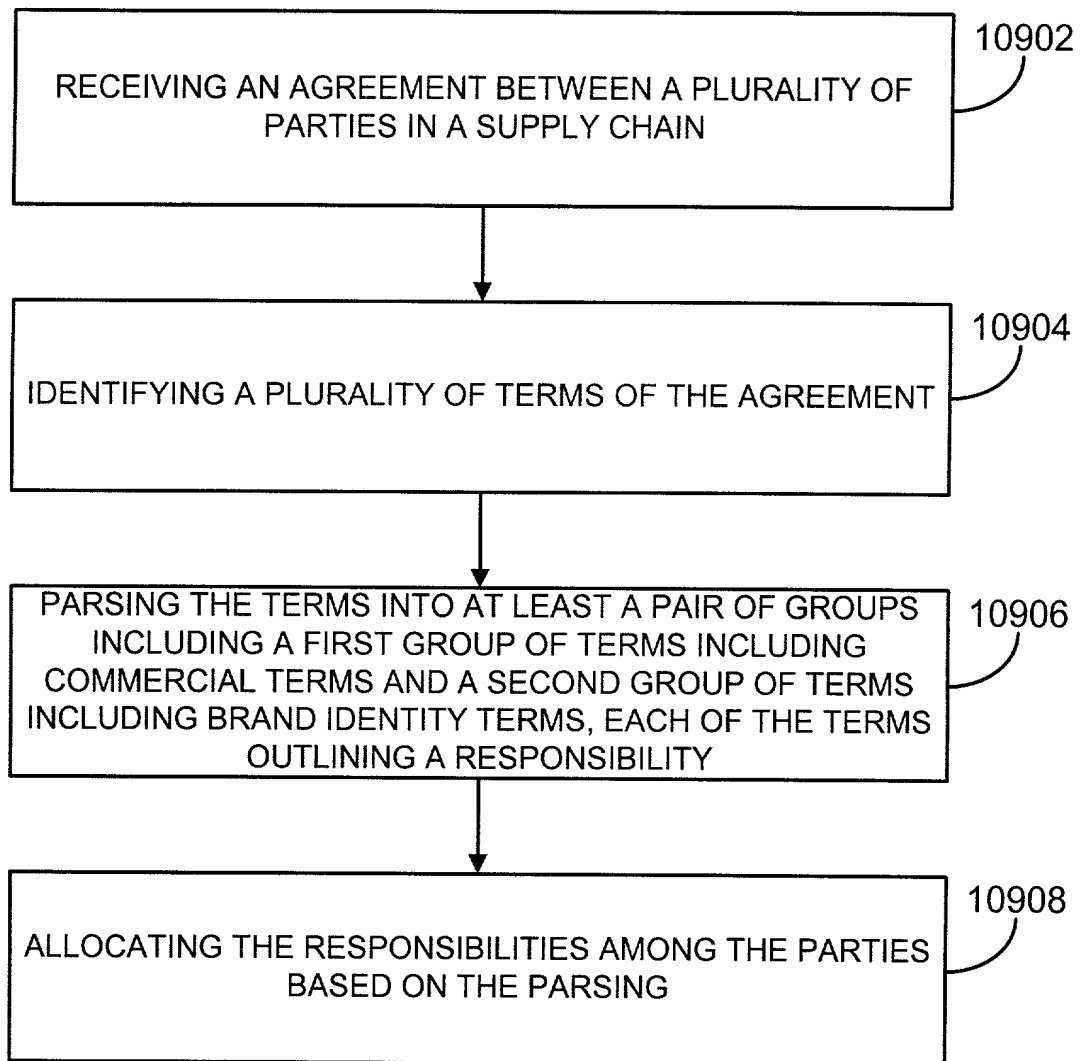 10902
RECEIVING AN AGREEMENT BETWEEN A PLURALITY OF
PARTIES IN A SUPPLY CHAIN
10904
IDENTIFYING A PLURALITY OF TERMS OF THE AGREEMENT
10906
PARSING THE TERMS INTO AT LEAST A PAIR OF GROUPS
INCLUDING A FIRST GROUP OF TERMS INCLUDING
COMMERCIAL TERMS AND A SECOND GROUP OF TERMS
INCLUDING BRAND IDENTITY TERMS, EACH OF THE TERMS
OUTLINING A RESPONSIBILITY
10908
ALLOCATING THE RESPONSIBILITIES AMONG THE PARTIES
BASED ON THE PARSING